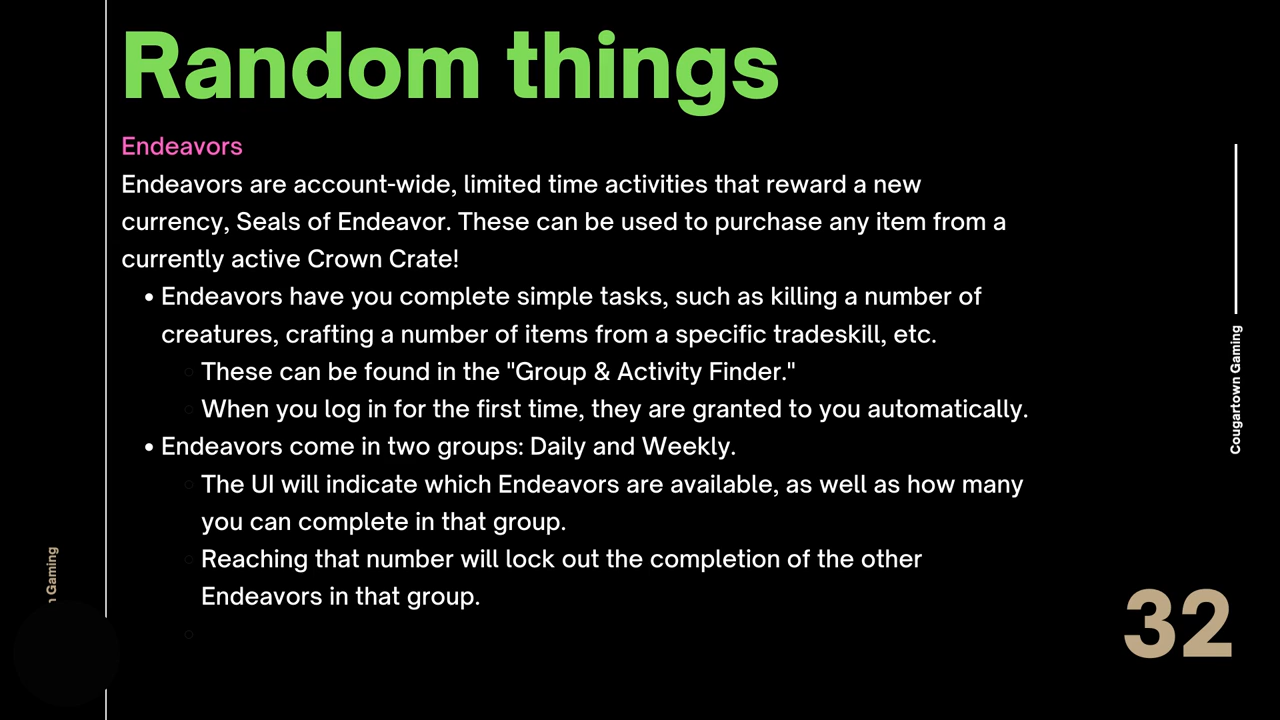 Random things
Endeavors
Endeavors are account-wide, limited time activities that reward a new
currency, Seals of Endeavor. These can be used to purchase any item from a
currently active Crown Crate!
• Endeavors have you complete simple tasks, such as killing a number of
creatures, crafting a number of items from a specific tradeskill, etc.
These can be found in the "Group & Activity Finder."
When you log in for the first time, they are granted to you automatically.
• Endeavors come in two groups: Daily and Weekly.
The UI will indicate which Endeavors are available, as well as how many
you can complete in that group.
Reaching that number will lock out the completion of the other
Endeavors in that group.
Cougartown Gaming
Gaming
32